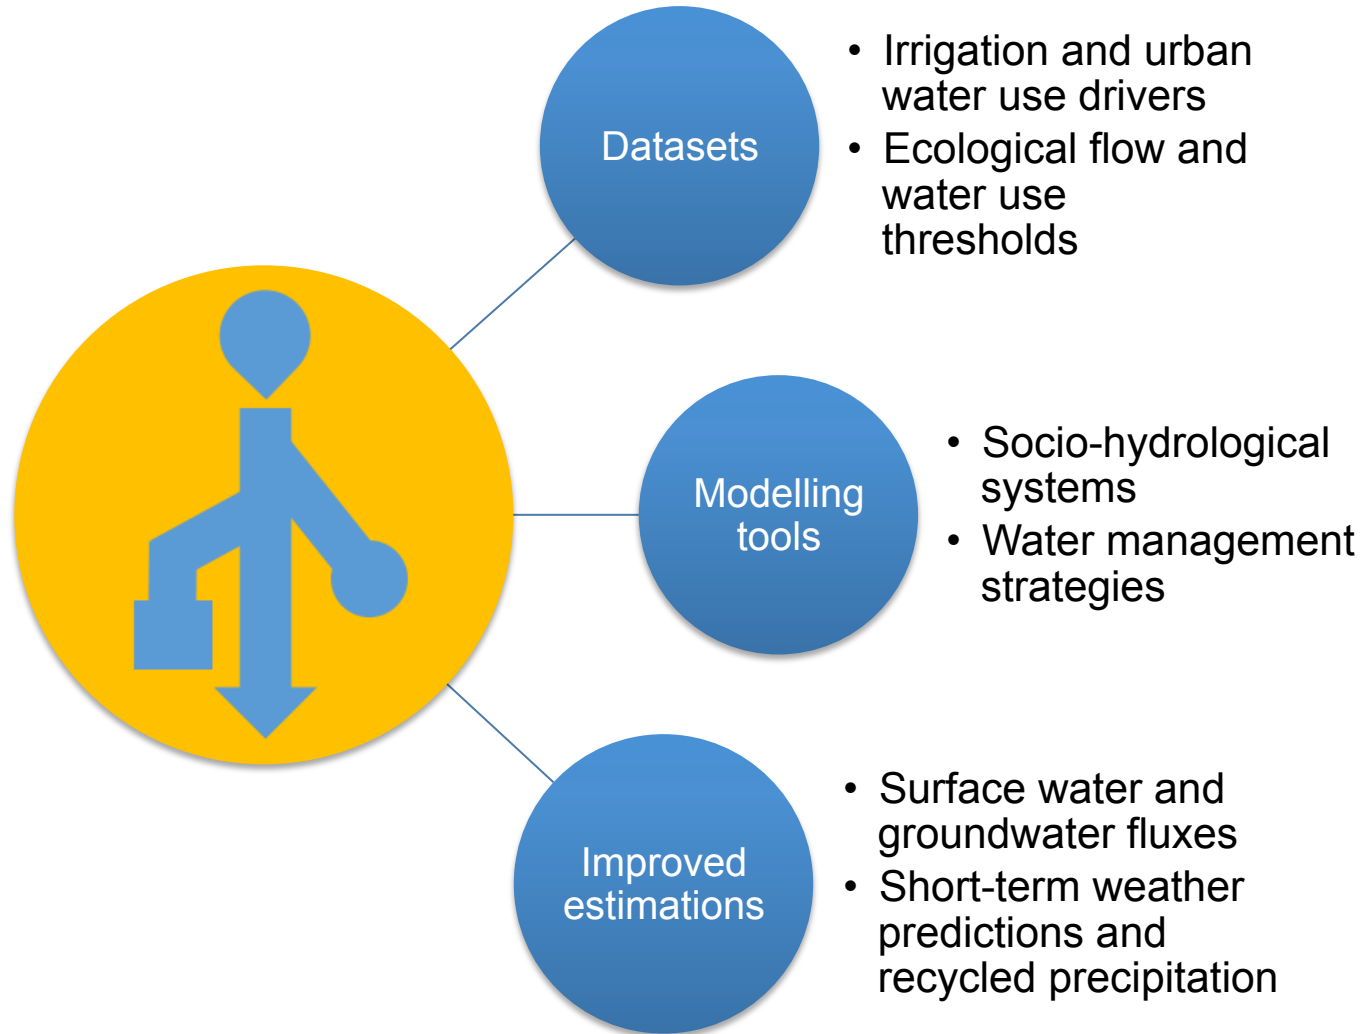 Datasets
• Irrigation and urban
water use drivers
• Ecological flow and
water use
thresholds
Modelling
tools
• Socio-hydrological
systems
• Water management
strategies
Improved
estimations
• Surface water and
groundwater fluxes
• Short-term weather
predictions and
recycled precipitation